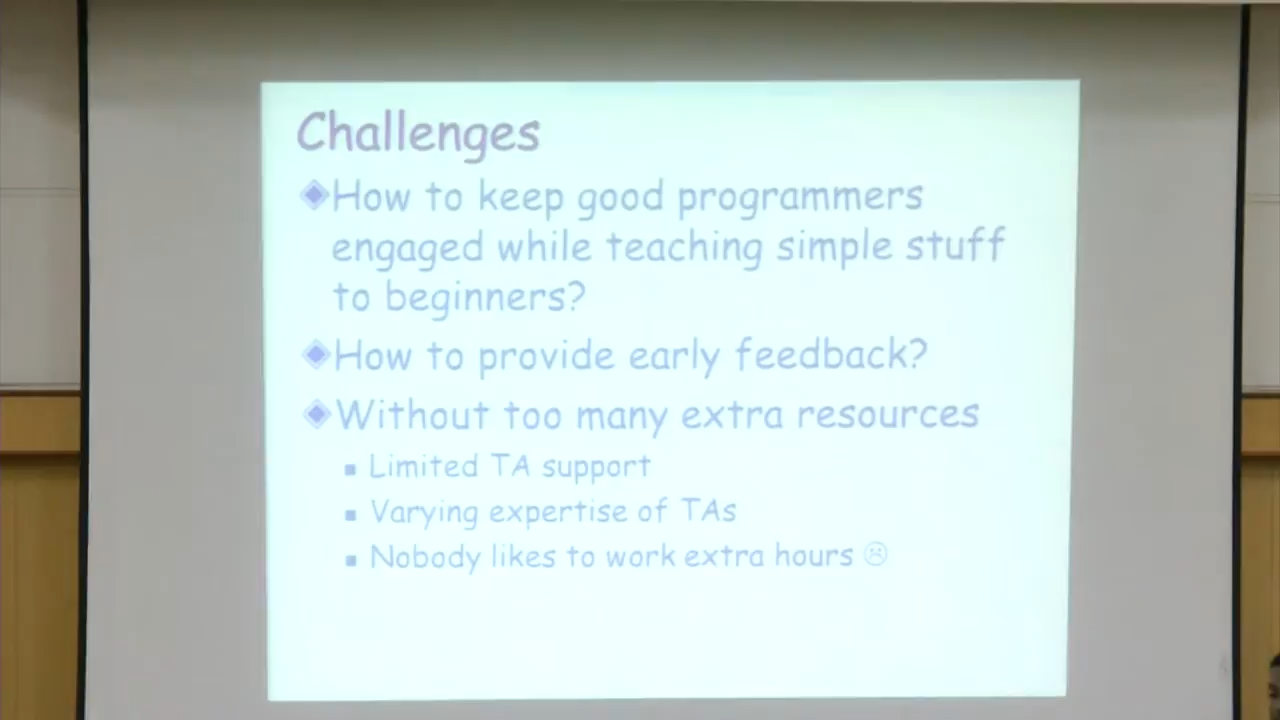 Challenges
How to keep good programmers
engaged while teaching simple stuff
to beginners?
How to provide early feedback?
Without too many extra resources
Limited TA support
Varying expertise of TAs
Nobody likes to work extra hours ☹